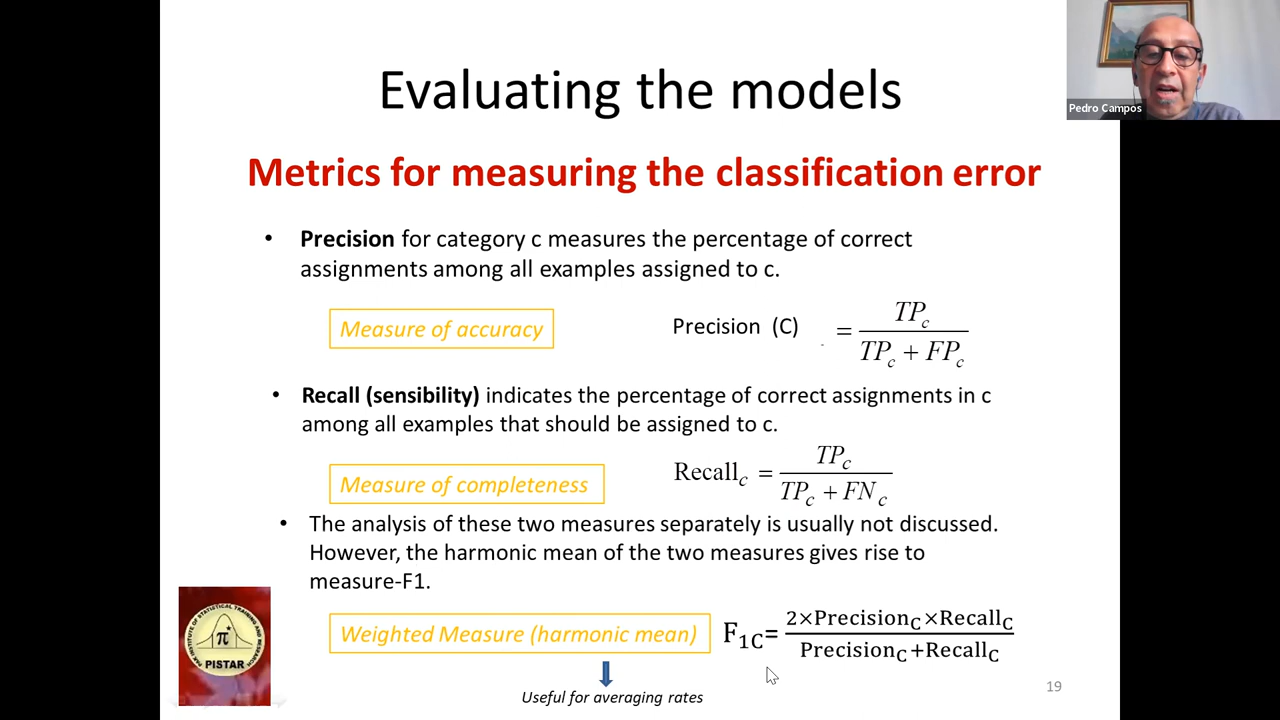 Evaluating the models
Pedro Campos
Metrics for measuring the classification error
• Precision for category c measures the percentage of correct
assignments among all examples assigned to c.
Measure of accuracy
Precision (C) = TPc / TPc + FPc
• Recall (sensibility) indicates the percentage of correct assignments in c
among all examples that should be assigned to c.
Measure of completeness
Recallc = TPc / TPc + FNc
• The analysis of these two measures separately is usually not discussed.
However, the harmonic mean of the two measures gives rise to
measure-F1.
Weighted Measure (harmonic mean)
F1C= 2×PrecisionC×RecallC / PrecisionC+RecallC
Useful for averaging rates
π
PISTAR
19